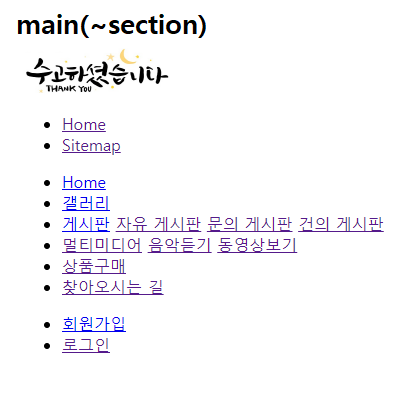 main(~section)
수고하셨습니다
THANK YOU
Home
Sitemap
Home
갤러리
게시판 자유 게시판 문의 게시판 건의 게시판
멀티미디어 음악듣기 동영상보기
상품구매
찾아오시는 길
회원가입
로그인